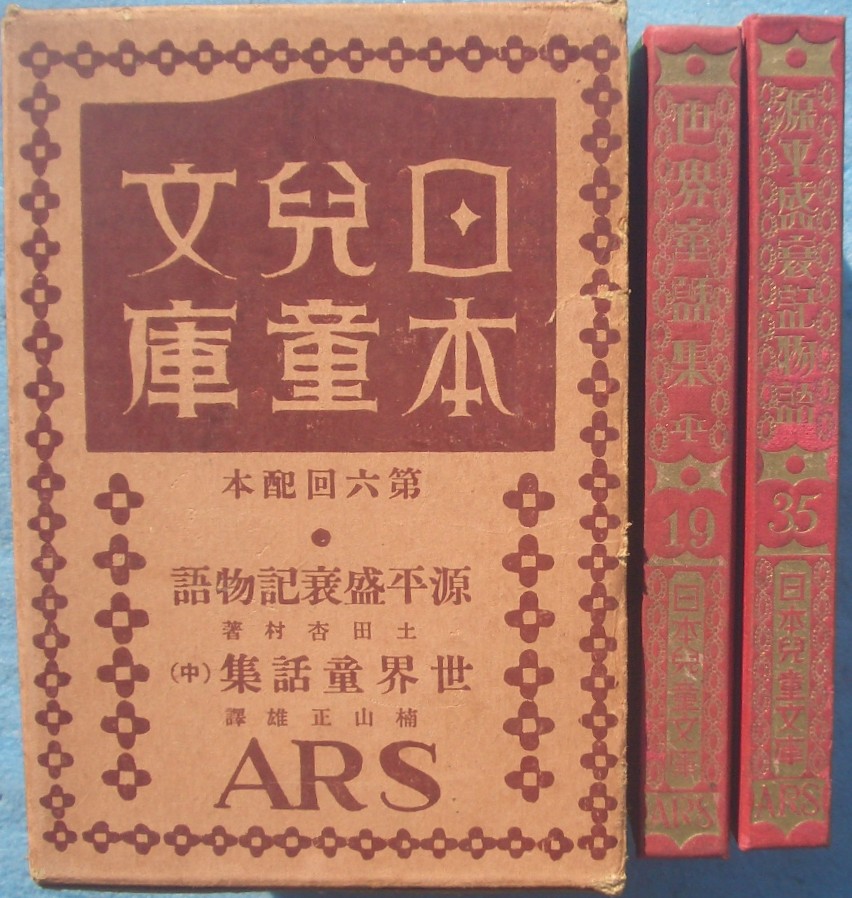 日本
兒童
文庫
第六回配本
源平盛衰記物語
土田杏村著
世界童話集(中)
楠山正雄譯
ARS
世界童話集 中
19
日本兒童文庫
ARS
源平盛衰記物語
35
日本兒童文庫
ARS